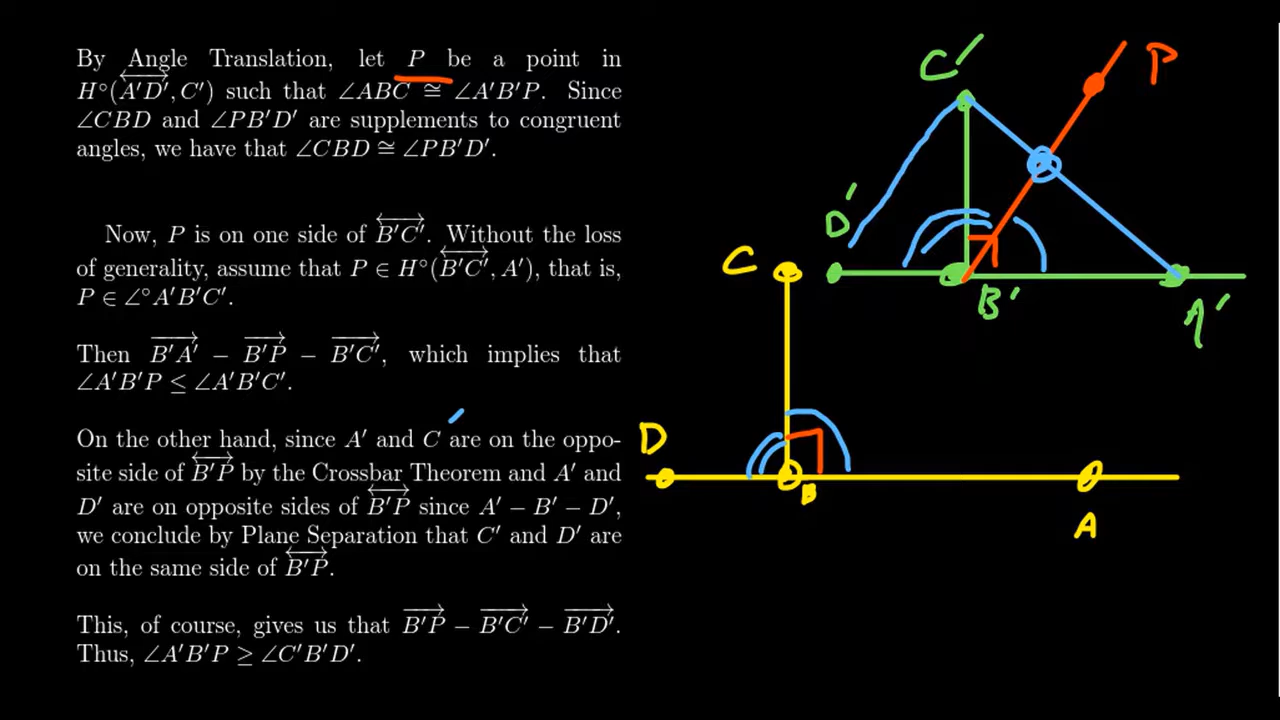 By Angle Translation, let P be a point in
H°(A′D′, C′) such that ∠ABC ≅ ∠A′B′P. Since
∠CBD and ∠PB′D′ are supplements to congruent
angles, we have that ∠CBD ≅ ∠PB′D′.
Now, P is on one side of B′C′. Without the loss
of generality, assume that P ∈ H°(B′C′, A′), that is,
P ∈ ∠°A′B′C′.
Then B′A′ − B′P − B′C′, which implies that
∠A′B′P ≤ ∠A′B′C′.
On the other hand, since A′ and C ′ are on the oppo-
site side of B′P by the Crossbar Theorem and A′ and
D′ are on opposite sides of B′P since A′ − B′ − D′,
we conclude by Plane Separation that C′ and D′ are
on the same side of B′P.
This, of course, gives us that B′P − B′C′ − B′D′.
Thus, ∠A′B′P ≥ ∠C′B′D′.
C′
P
D′
B′
A′
C
D
B
A